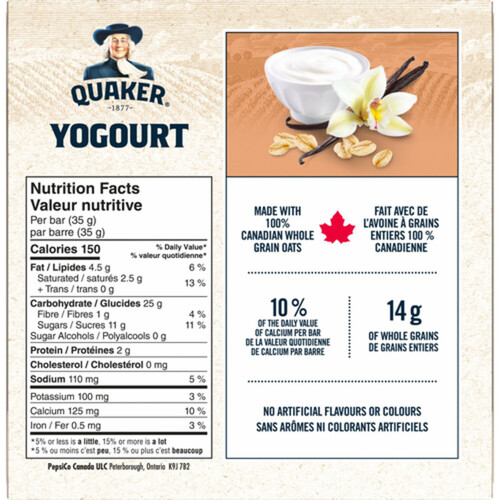 QUAKER®
-1877-
YOGOURT
Nutrition Facts
Valeur nutritive
Per bar (35 g)
par barre (35 g)
Calories 150
% Daily Value*
% valeur quotidienne*
Fat / Lipides 4.5 g 6 %
Saturated / saturés 2.5 g
+ Trans / trans 0 g 13 %
Carbohydrate / Glucides 25 g
Fibre / Fibres 1 g 4 %
Sugars / Sucres 11 g 11 %
Sugar Alcohols / Polyalcools 0 g
Protein / Protéines 2 g
Cholesterol / Cholestérol 0 mg
Sodium 110 mg 5 %
Potassium 100 mg 3 %
Calcium 125 mg 10 %
Iron / Fer 0.5 mg 3 %
*5% or less is a little, 15% or more is a lot
*5% ou moins c'est peu, 15% ou plus c'est beaucoup
PepsiCo Canada ULC Peterborough, Ontario K9J 7B2
MADE WITH
100%
CANADIAN WHOLE
GRAIN OATS
FAIT AVEC DE
L'AVOINE À GRAINS
ENTIERS 100 %
CANADIENNE
10 %
OF THE DAILY VALUE
OF CALCIUM PER BAR
DE LA VALEUR QUOTIDIENNE
DE CALCIUM PAR BARRE
14 g
OF WHOLE GRAINS
DE GRAINS ENTIERS
NO ARTIFICIAL FLAVOURS OR COLOURS
SANS ARÔMES NI COLORANTS ARTIFICIELS